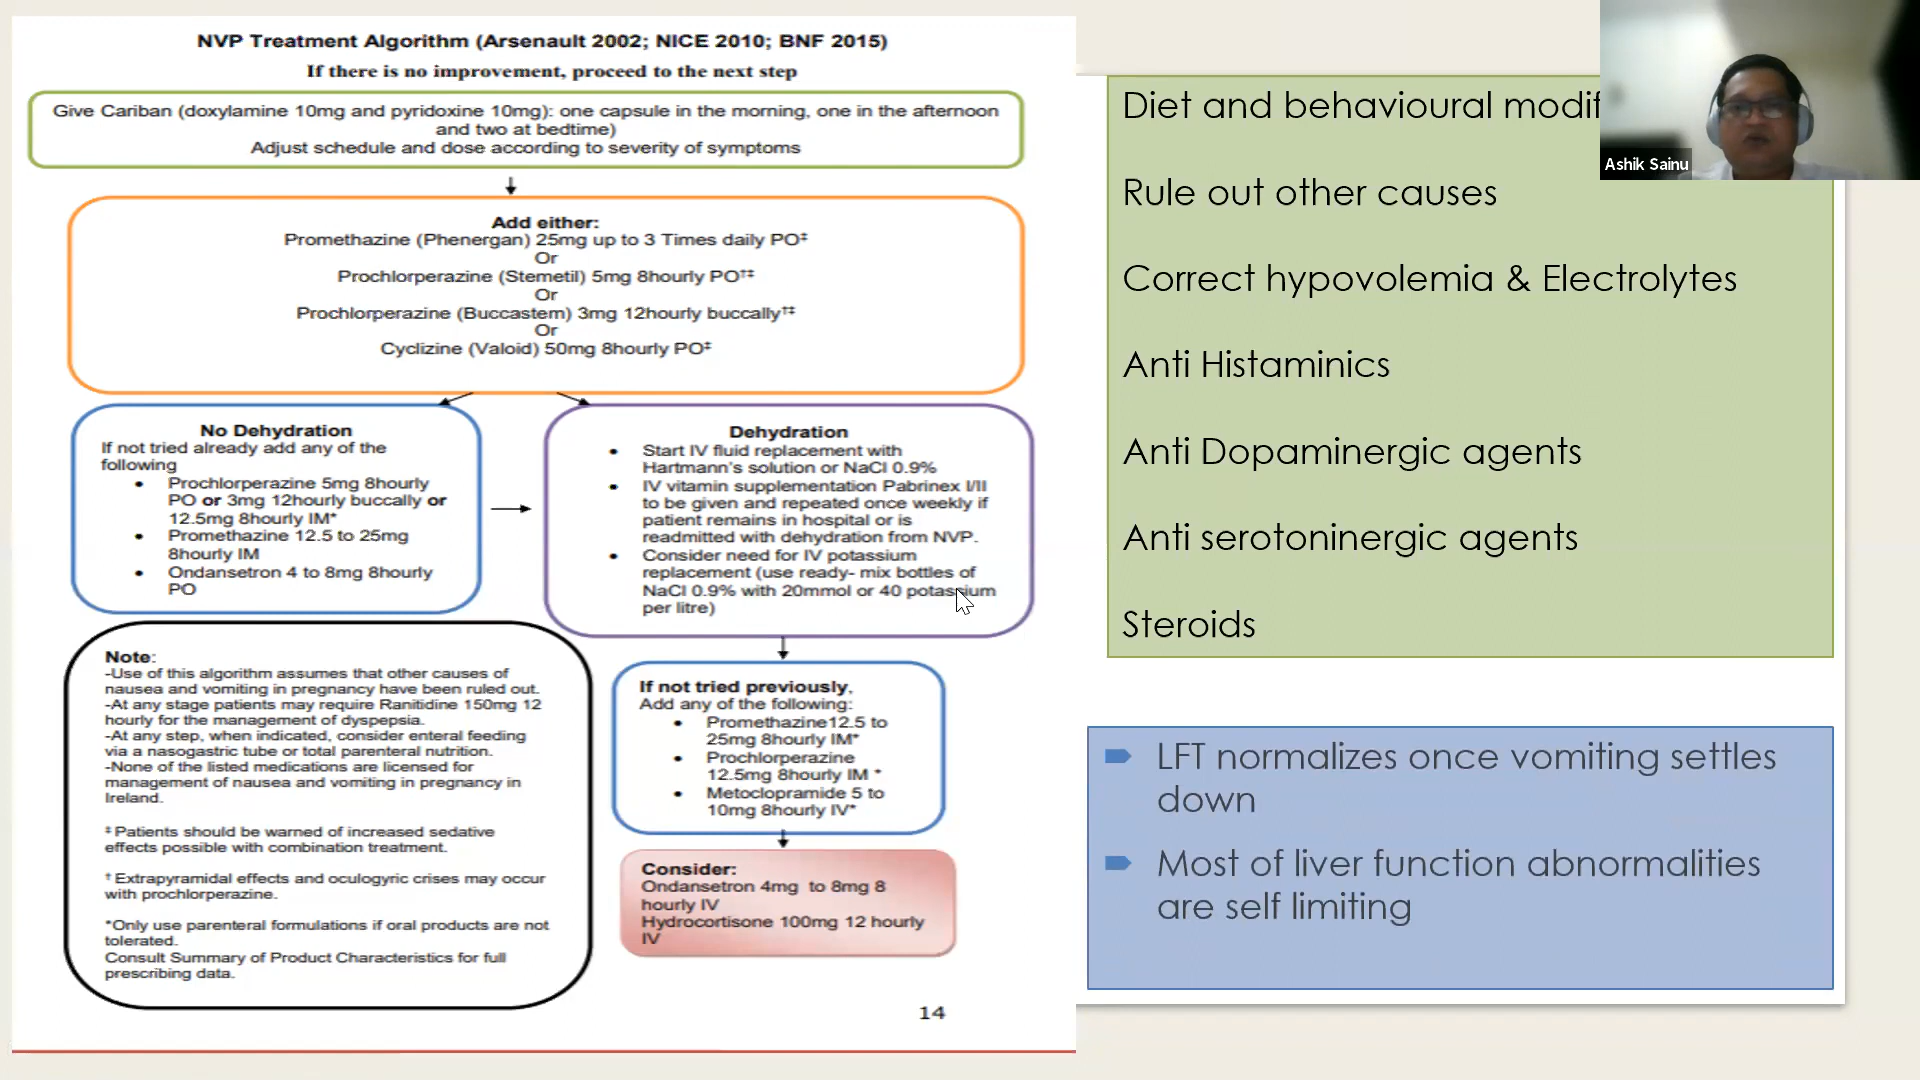 NVP Treatment Algorithm (Arsenault 2002; NICE 2010; BNF 2015)
If there is no improvement, proceed to the next step
Give Cariban (doxylamine 10mg and pyridoxine 10mg): one capsule in the morning, one in the afternoon
and two at bedtime)
Adjust schedule and dose according to severity of symptoms
Add either:
Promethazine (Phenergan) 25mg up to 3 Times daily PO‡
Or
Prochlorperazine (Stemetil) 5mg 8hourly PO†‡
Or
Prochlorperazine (Buccastem) 3mg 12hourly buccally†‡
Or
Cyclizine (Valoid) 50mg 8hourly PO‡
No Dehydration
If not tried already add any of the
following
• Prochlorperazine 5mg 8hourly
PO or 3mg 12hourly buccally or
12.5mg 8hourly IM*
• Promethazine 12.5 to 25mg
8hourly IM
• Ondansetron 4 to 8mg 8hourly
PO
Dehydration
• Start IV fluid replacement with
Hartmann's solution or NaCl 0.9%
• IV vitamin supplementation Pabrinex I/II
to be given and repeated once weekly if
patient remains in hospital or is
readmitted with dehydration from NVP.
• Consider need for IV potassium
replacement (use ready- mix bottles of
NaCl 0.9% with 20mmol or 40 potassium
per litre)
Note:
-Use of this algorithm assumes that other causes of
nausea and vomiting in pregnancy have been ruled out.
-At any stage patients may require Ranitidine 150mg 12
hourly for the management of dyspepsia.
-At any step, when indicated, consider enteral feeding
via a nasogastric tube or total parenteral nutrition.
-None of the listed medications are licensed for
management of nausea and vomiting in pregnancy in
Ireland.
‡ Patients should be warned of increased sedative
effects possible with combination treatment.
† Extrapyramidal effects and oculogyric crises may occur
with prochlorperazine.
*Only use parenteral formulations if oral products are not
tolerated.
Consult Summary of Product Characteristics for full
prescribing data.
If not tried previously,
Add any of the following:
• Promethazine12.5 to
25mg 8hourly IM*
• Prochlorperazine
12.5mg 8hourly IM *
• Metoclopramide 5 to
10mg 8hourly IV*
Consider:
Ondansetron 4mg to 8mg 8
hourly IV
Hydrocortisone 100mg 12 hourly
IV
14
Diet and behavioural modif
Rule out other causes
Correct hypovolemia & Electrolytes
Anti Histaminics
Anti Dopaminergic agents
Anti serotoninergic agents
Steroids
LFT normalizes once vomiting settles
down
Most of liver function abnormalities
are self limiting
Ashik Sainu